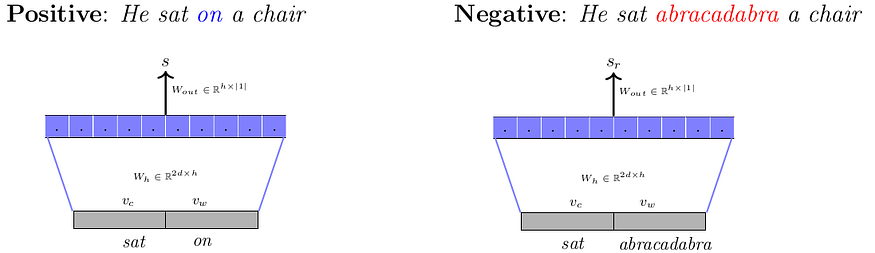 Positive: He sat on a chair
s
W_out ∈ ℝ^{h×|1|}
. . . . . . . . . .
W_h ∈ ℝ^{2d×h}
v_c v_w
sat on
Negative: He sat abracadabra a chair
s_r
W_out ∈ ℝ^{h×|1|}
. . . . . . . . . .
W_h ∈ ℝ^{2d×h}
v_c v_w
sat abracadabra